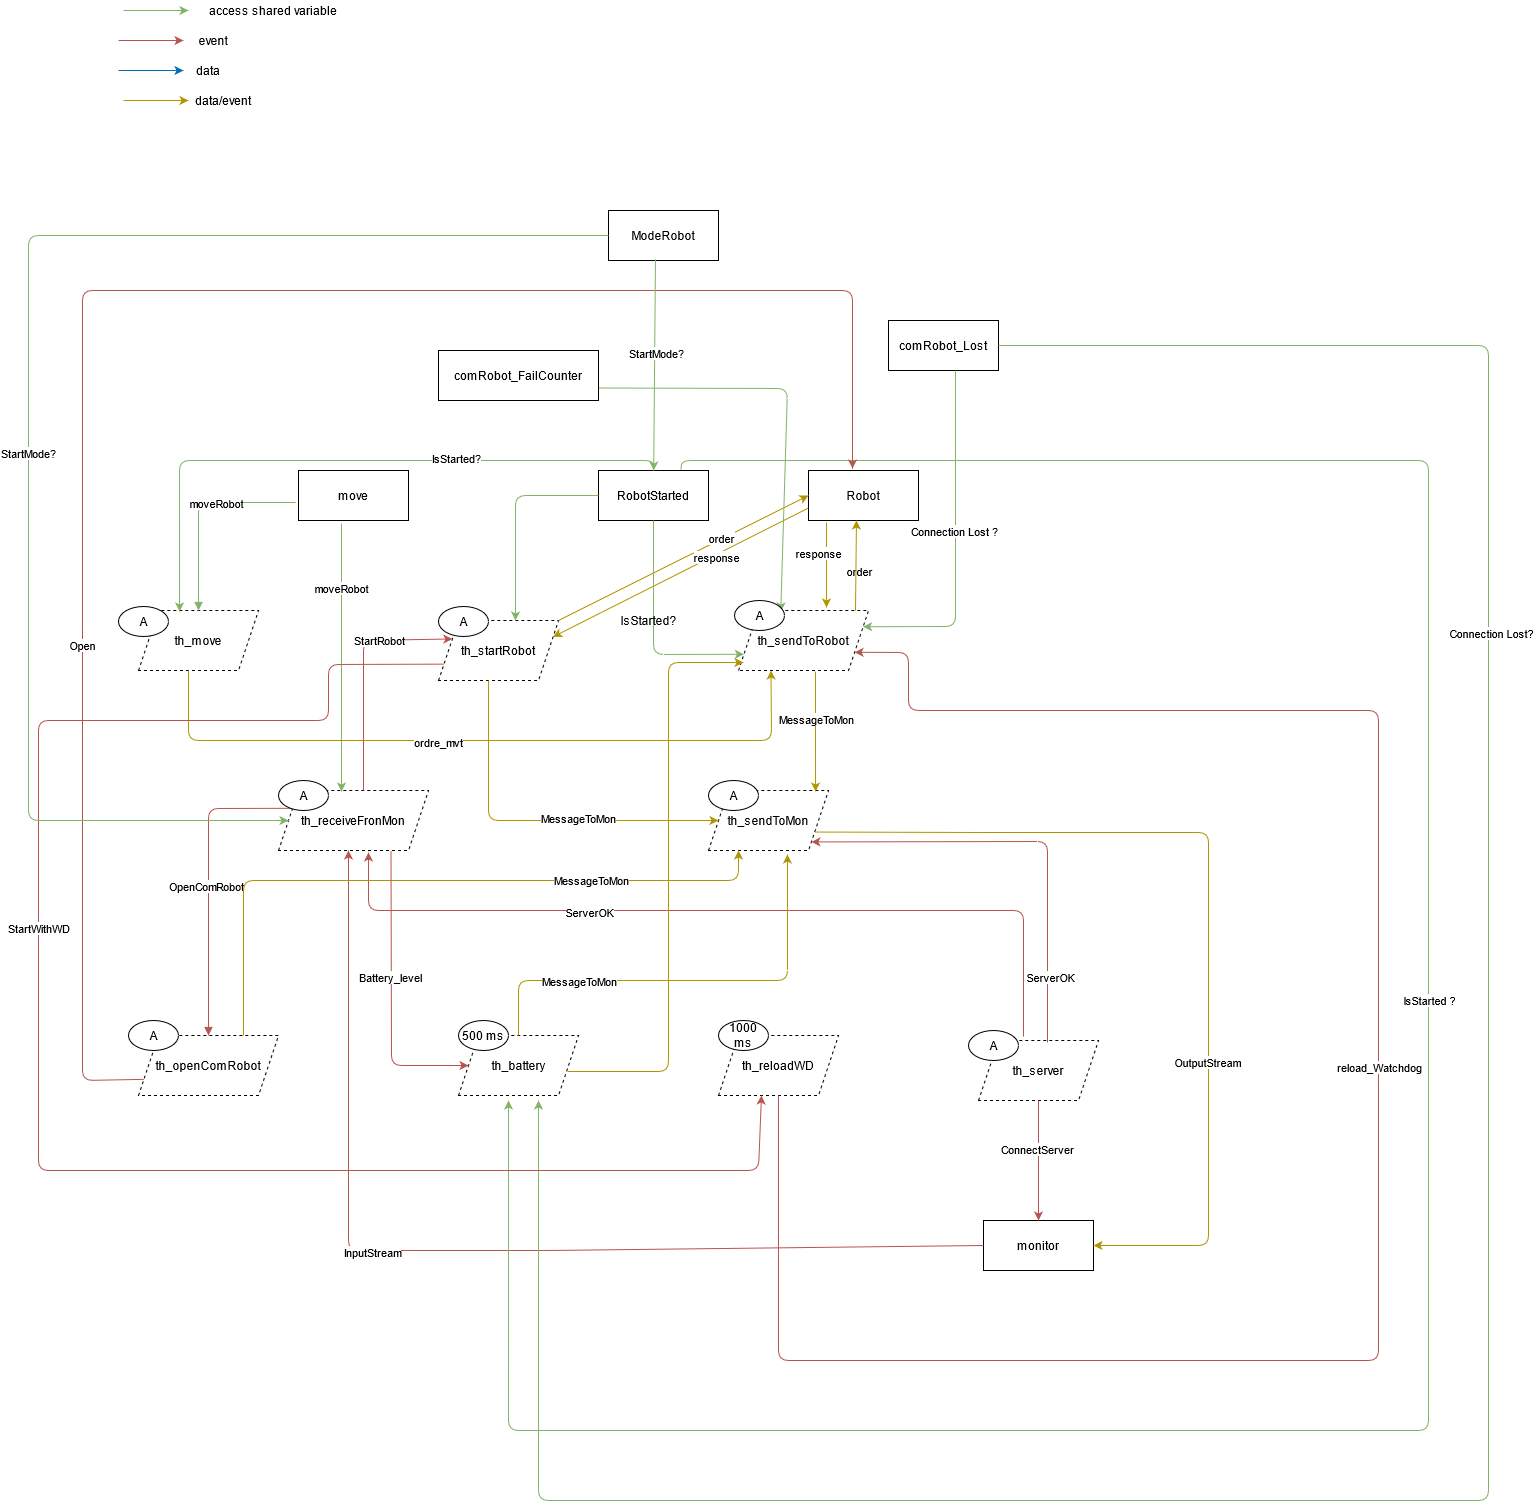 access shared variable
event
data
data/event
ModeRobot
comRobot_Lost
StartMode?
comRobot_FailCounter
StartMode?
IsStarted?
move
RobotStarted
Robot
moveRobot
Connection Lost ?
order
response
response
order
moveRobot
A
A
A
IsStarted?
Connection Lost?
th_move
StartRobot
th_startRobot
th_sendToRobot
Open
MessageToMon
ordre_mvt
A
A
th_receiveFronMon
MessageToMon
th_sendToMon
OpenComRobot
MessageToMon
ServerOK
StartWithWD
Battery_level
MessageToMon
ServerOK
IsStarted ?
A
500 ms
1000
ms
A
th_openComRobot
th_battery
th_reloadWD
th_server
OutputStream
reload_Watchdog
ConnectServer
InputStream
monitor